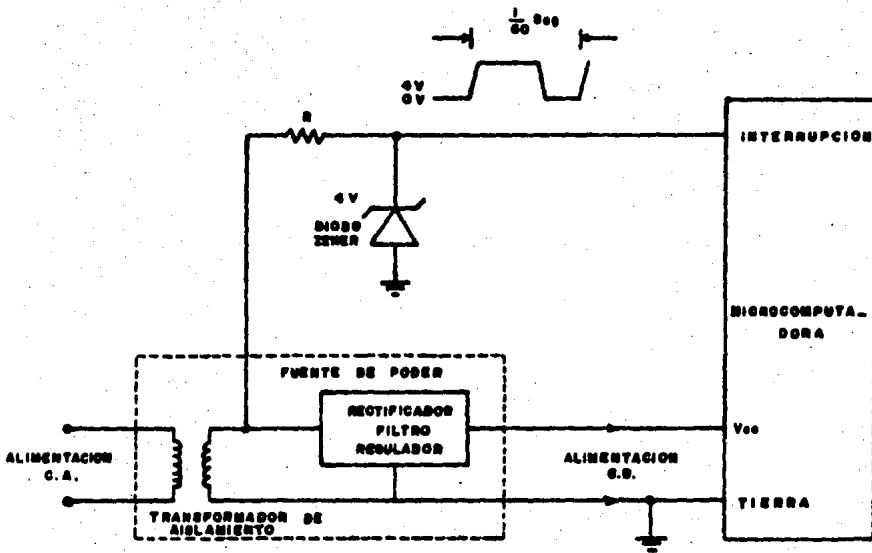 1/60 Seg
4V
0V
R
INTERRUPCION
4V
DIODO
ZENER
MICROCOMPUTA-
DORA
FUENTE DE PODER
RECTIFICADOR
FILTRO
REGULADOR
Vcc
ALIMENTACION
C.A.
ALIMENTACION
C.D.
TIERRA
TRANSFORMADOR DE
AISLAMIENTO